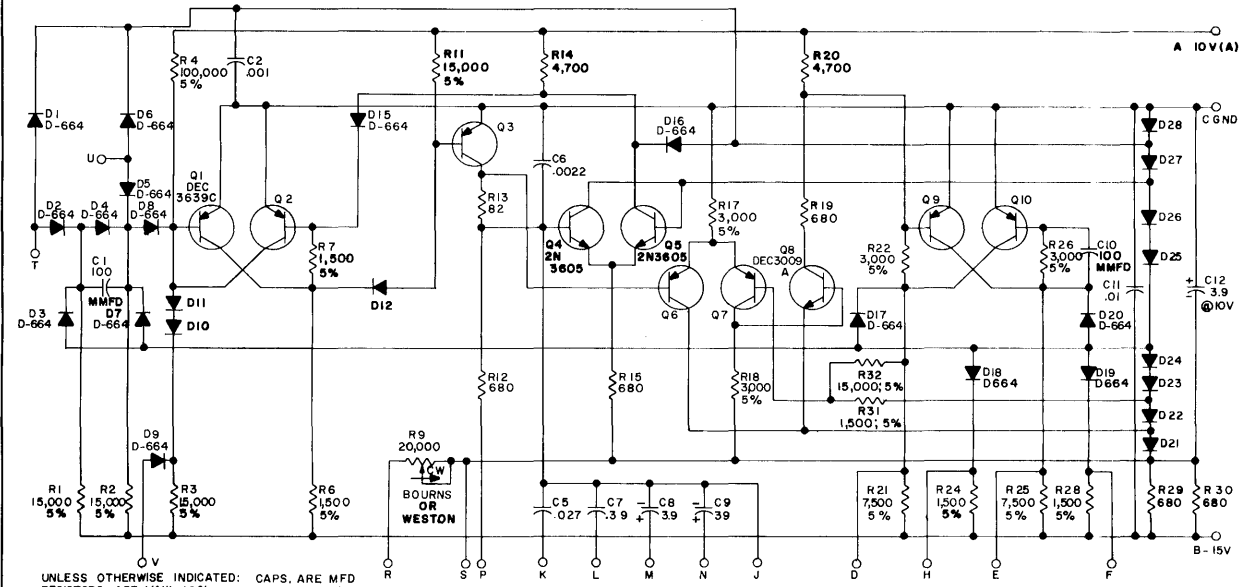 A 10V(A)
R4
100,000
5%
C2
.001
R11
15,000
5%
R14
4,700
R20
4,700
D1
D-664
D6
D-664
D15
D-664
Q3
D16
D-664
C GND
D28
D27
U
D5
D-664
Q1
DEC
3639C
Q2
C6
.0022
R13
82
R17
3,000
5%
R19
680
Q9
Q10
D26
D2
D-664
D4
D-664
D8
D-664
R7
1,500
5%
Q4
2N
3605
Q5
2N3605
Q8
DEC3009
A
R22
3,000
5%
R26
3,000
5%
C10
100
MMFD
D25
T
C1
100
MMFD
D11
D10
D12
Q6
Q7
C11
.01
+
C12
3.9
@10V
D3
D-664
D7
D-664
D17
D-664
D20
D-664
R12
680
R15
680
R18
3,000
5%
R32
15,000; 5%
R31
1,500; 5%
D18
D664
D19
D664
D24
D23
D22
D21
D9
D-664
R9
20,000
CW
BOURNS
OR
WESTON
R1
15,000
5%
R2
15,000
5%
R3
15,000
5%
R6
1,500
5%
C5
.027
C7
.39
C8
3.9
C9
39
R21
7,500
5%
R24
1,500
5%
R25
7,500
5%
R28
1,500
5%
R29
680
R30
680
B-15V
V
R
S
P
K
L
M
N
J
D
H
E
F
UNLESS OTHERWISE INDICATED: CAPS, ARE MFD